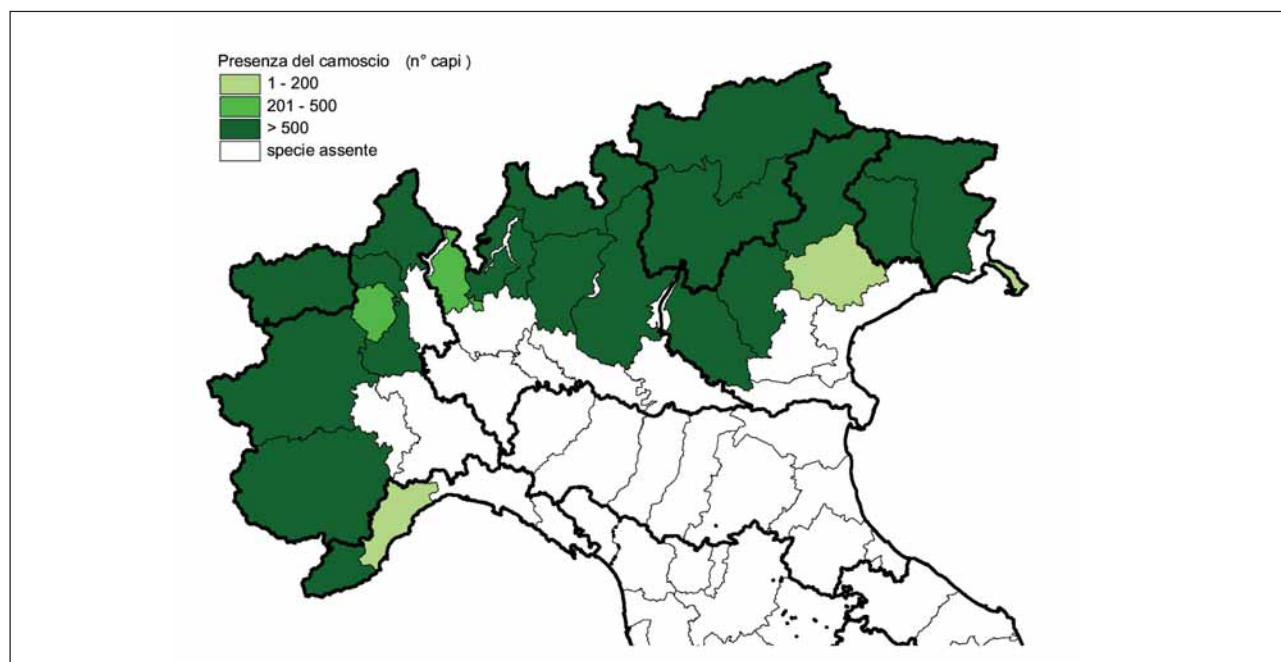 Presenza del camoscio (n° capi )
1 - 200
201 - 500
> 500
specie assente